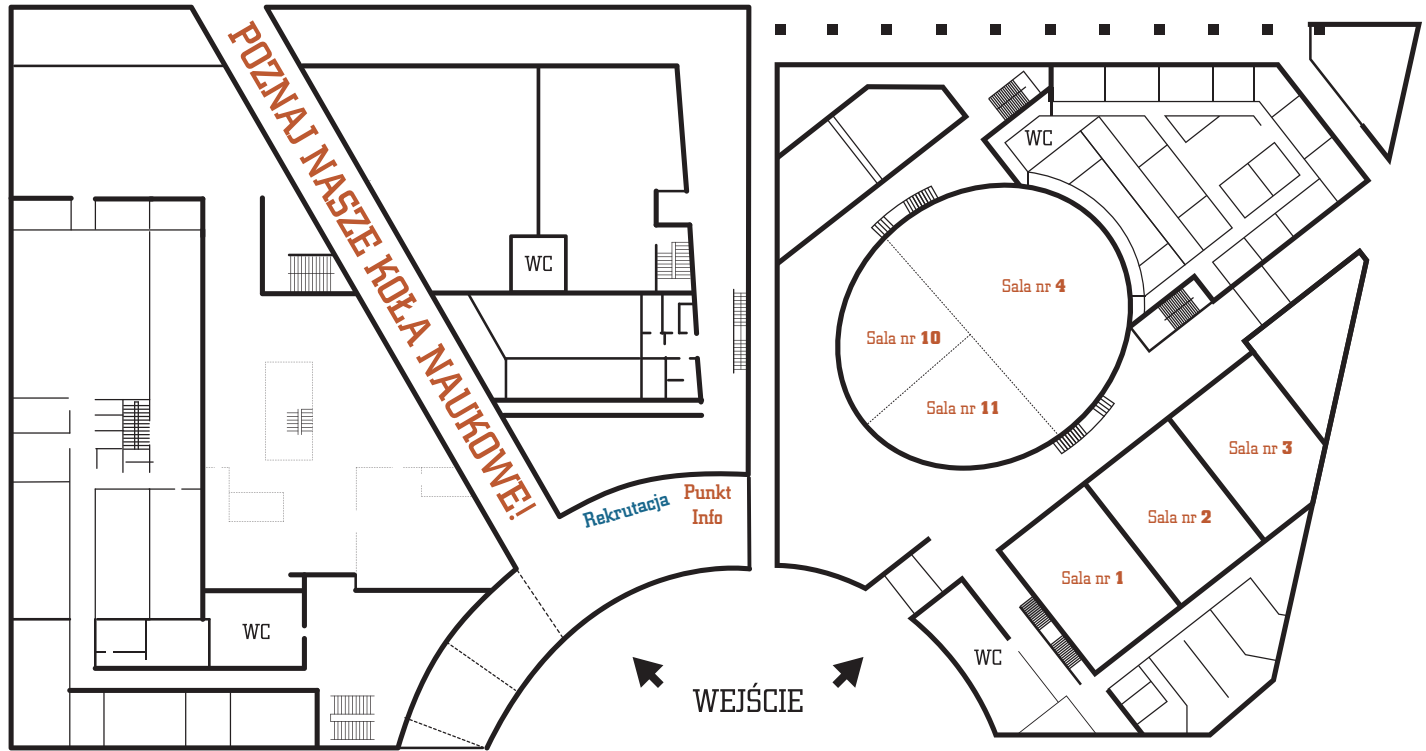 POZNAJ NASZE KOŁA NAUKOWE!
WC
WC
Rekrutacja
Punkt
Info
WC
Sala nr 4
Sala nr 10
Sala nr 11
Sala nr 3
Sala nr 2
Sala nr 1
WC
WEJŚCIE